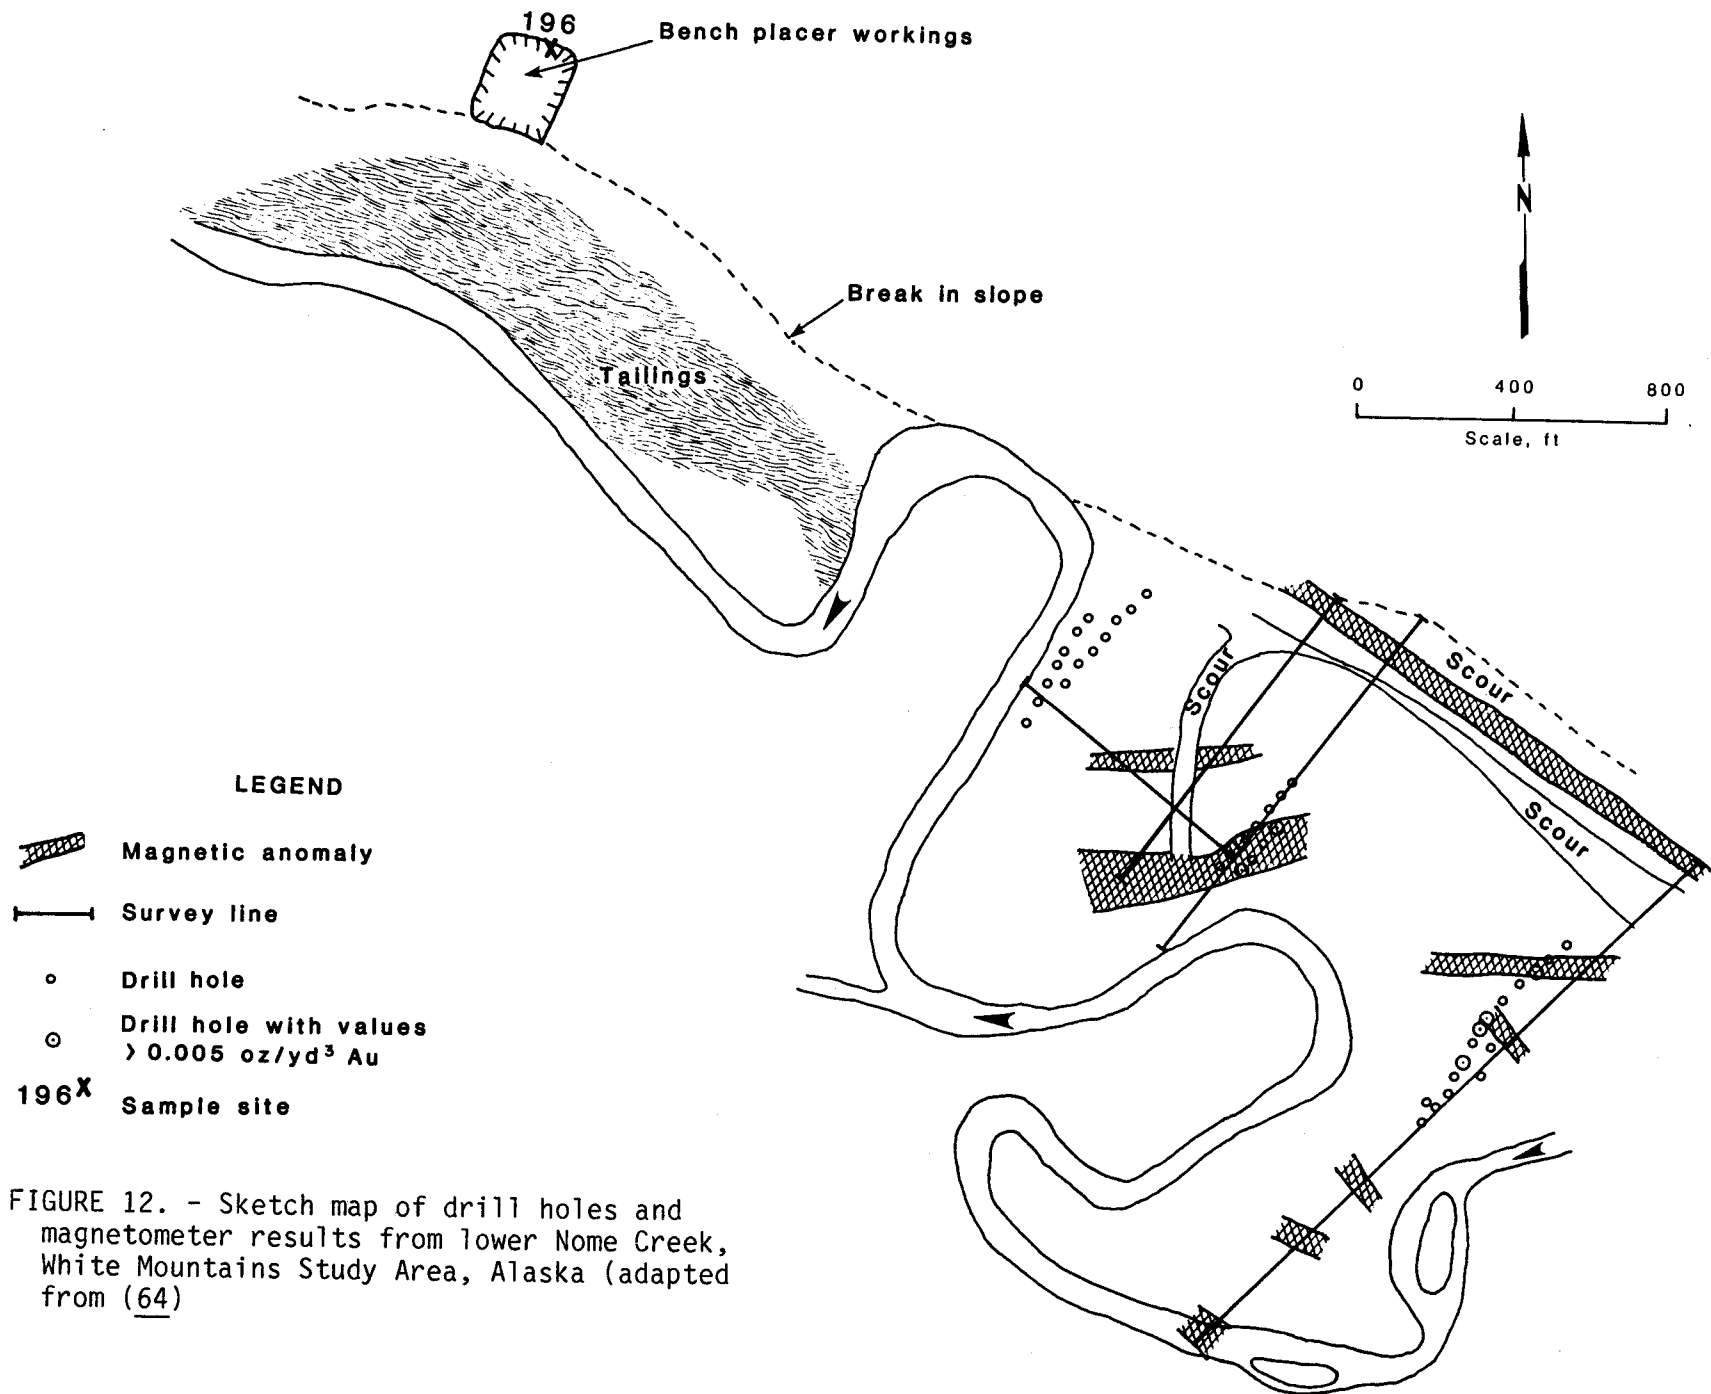 196
Bench placer workings
N
Break in slope
0 400 800
Scale, ft
Tailings
Scour
Scour
Scour
LEGEND
Magnetic anomaly
Survey line
Drill hole
Drill hole with values
> 0.005 oz/yd³ Au
196X Sample site
FIGURE 12. - Sketch map of drill holes and
magnetometer results from lower Nome Creek,
White Mountains Study Area, Alaska (adapted
from (64)